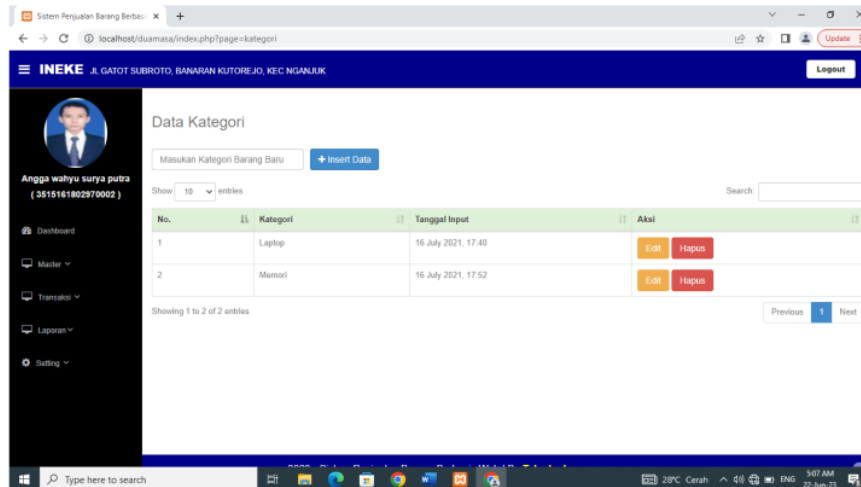 Sistem Penjualan Barang Berbasi
localhost/duamasa/index.php?page=kategori
Update
INEKE JL GATOT SUBROTO, BANARAN KUTOREJO, KEC NGANJUK
Logout
Angga wahyu surya putra
( 3515161802970002 )
Dashboard
Master
Transaksi
Laporan
Setting
Data Kategori
Masukan Kategori Barang Baru
+ Insert Data
Show 10 entries
Search:
No. Kategori Tanggal Input Aksi
1 Laptop 16 July 2021, 17.40 Edit Hapus
2 Memori 16 July 2021, 17.52 Edit Hapus
Showing 1 to 2 of 2 entries
Previous 1 Next
Type here to search
28°C Cerah
ENG
5:07 AM
22-Jun-23